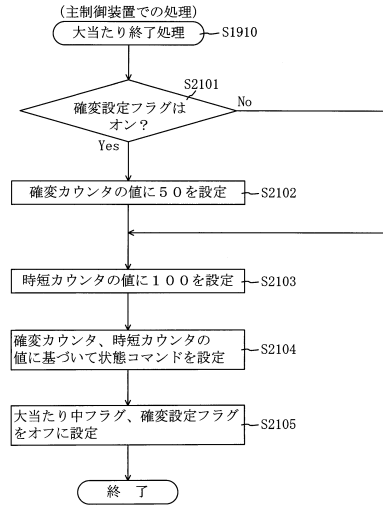 (主制御装置での処理)
大当たり終了処理
S1910
S2101
確変設定フラグは
オン？
No
Yes
確変カウンタの値に５０を設定
S2102
時短カウンタの値に１００を設定
S2103
確変カウンタ、時短カウンタの
値に基づいて状態コマンドを設定
S2104
大当たり中フラグ、確変設定フラグ
をオフに設定
S2105
終　了